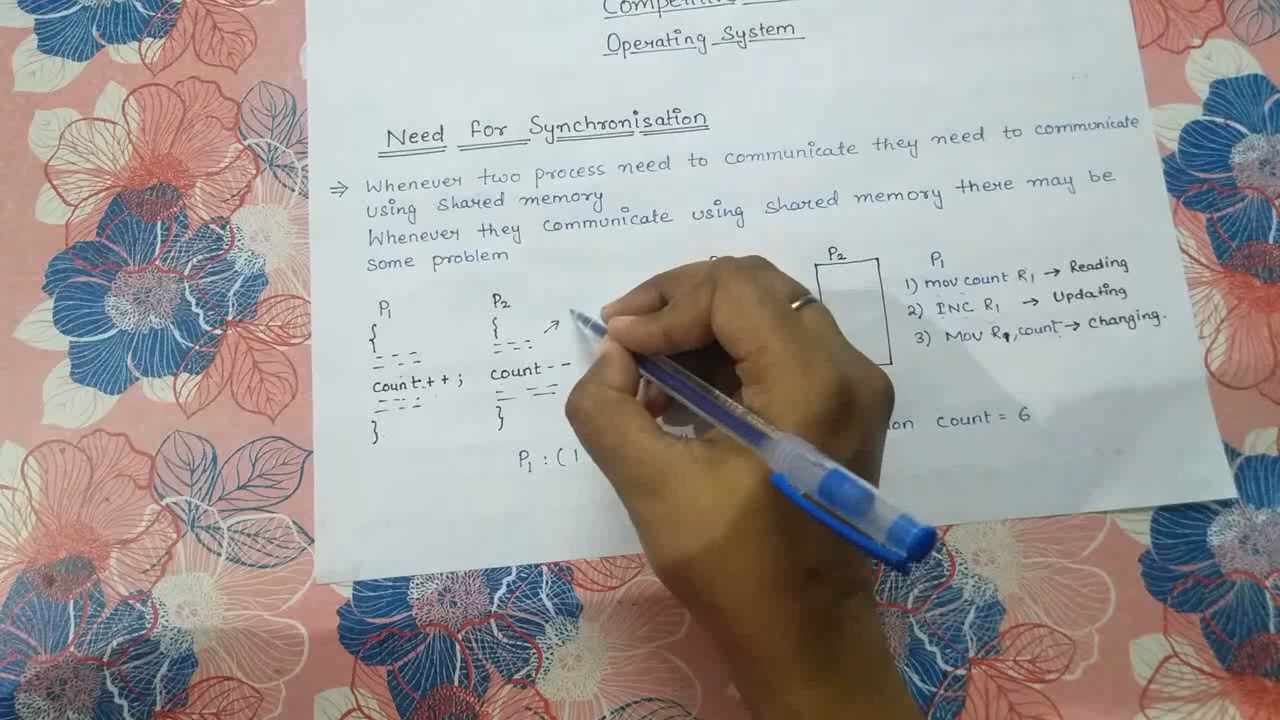 Operating System
Need for Synchronisation
⇒ Whenever two process need to communicate they need to communicate
using shared memory
Whenever they communicate using shared memory there may be
some problem
P1
{
count++;
}
P2
{
count--
}
P2
P1
1) mov count R1 → Reading
2) INC R1 → Updating
3) Mov R1, count → Changing.
count = 6
P1 : ( 1